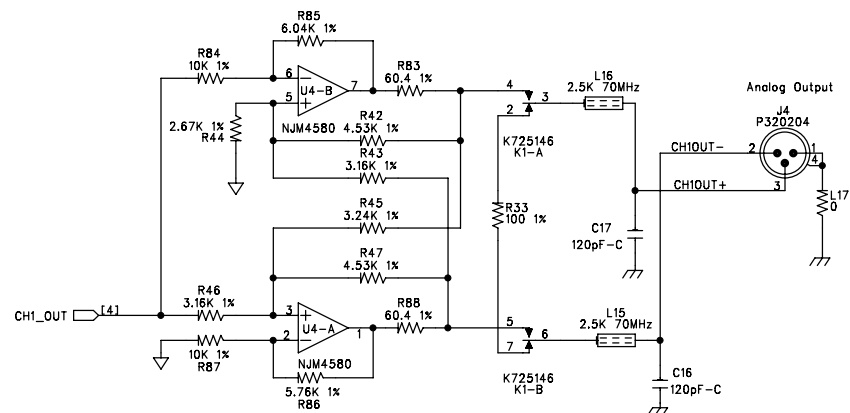 R85
6.04K 1%
R84
10K 1%
R83
60.4 1%
6
7
U4-B
5
NJM4580
2.67K 1%
R44
R42
4.53K 1%
R43
3.16K 1%
R45
3.24K 1%
R47
4.53K 1%
4
2
3
K725146
K1-A
L16
2.5K 70MHz
Analog Output
J4
P320204
CH1OUT-
2
1
4
CH1OUT+
3
L17
0
R33
100 1%
C17
120pF-C
CH1_OUT
[4]
R46
3.16K 1%
3
U4-A
2
1
R88
60.4 1%
10K 1%
R87
NJM4580
5.76K 1%
R86
5
7
6
K725146
K1-B
L15
2.5K 70MHz
C16
120pF-C